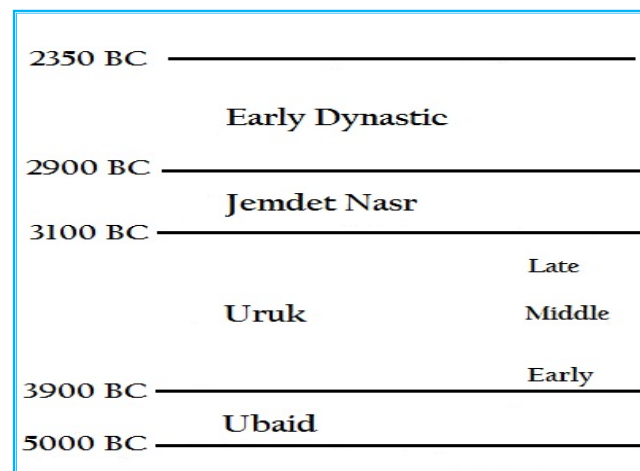 2350 BC
Early Dynastic
2900 BC
Jemdet Nasr
3100 BC
Late
Uruk Middle
Early
3900 BC
Ubaid
5000 BC